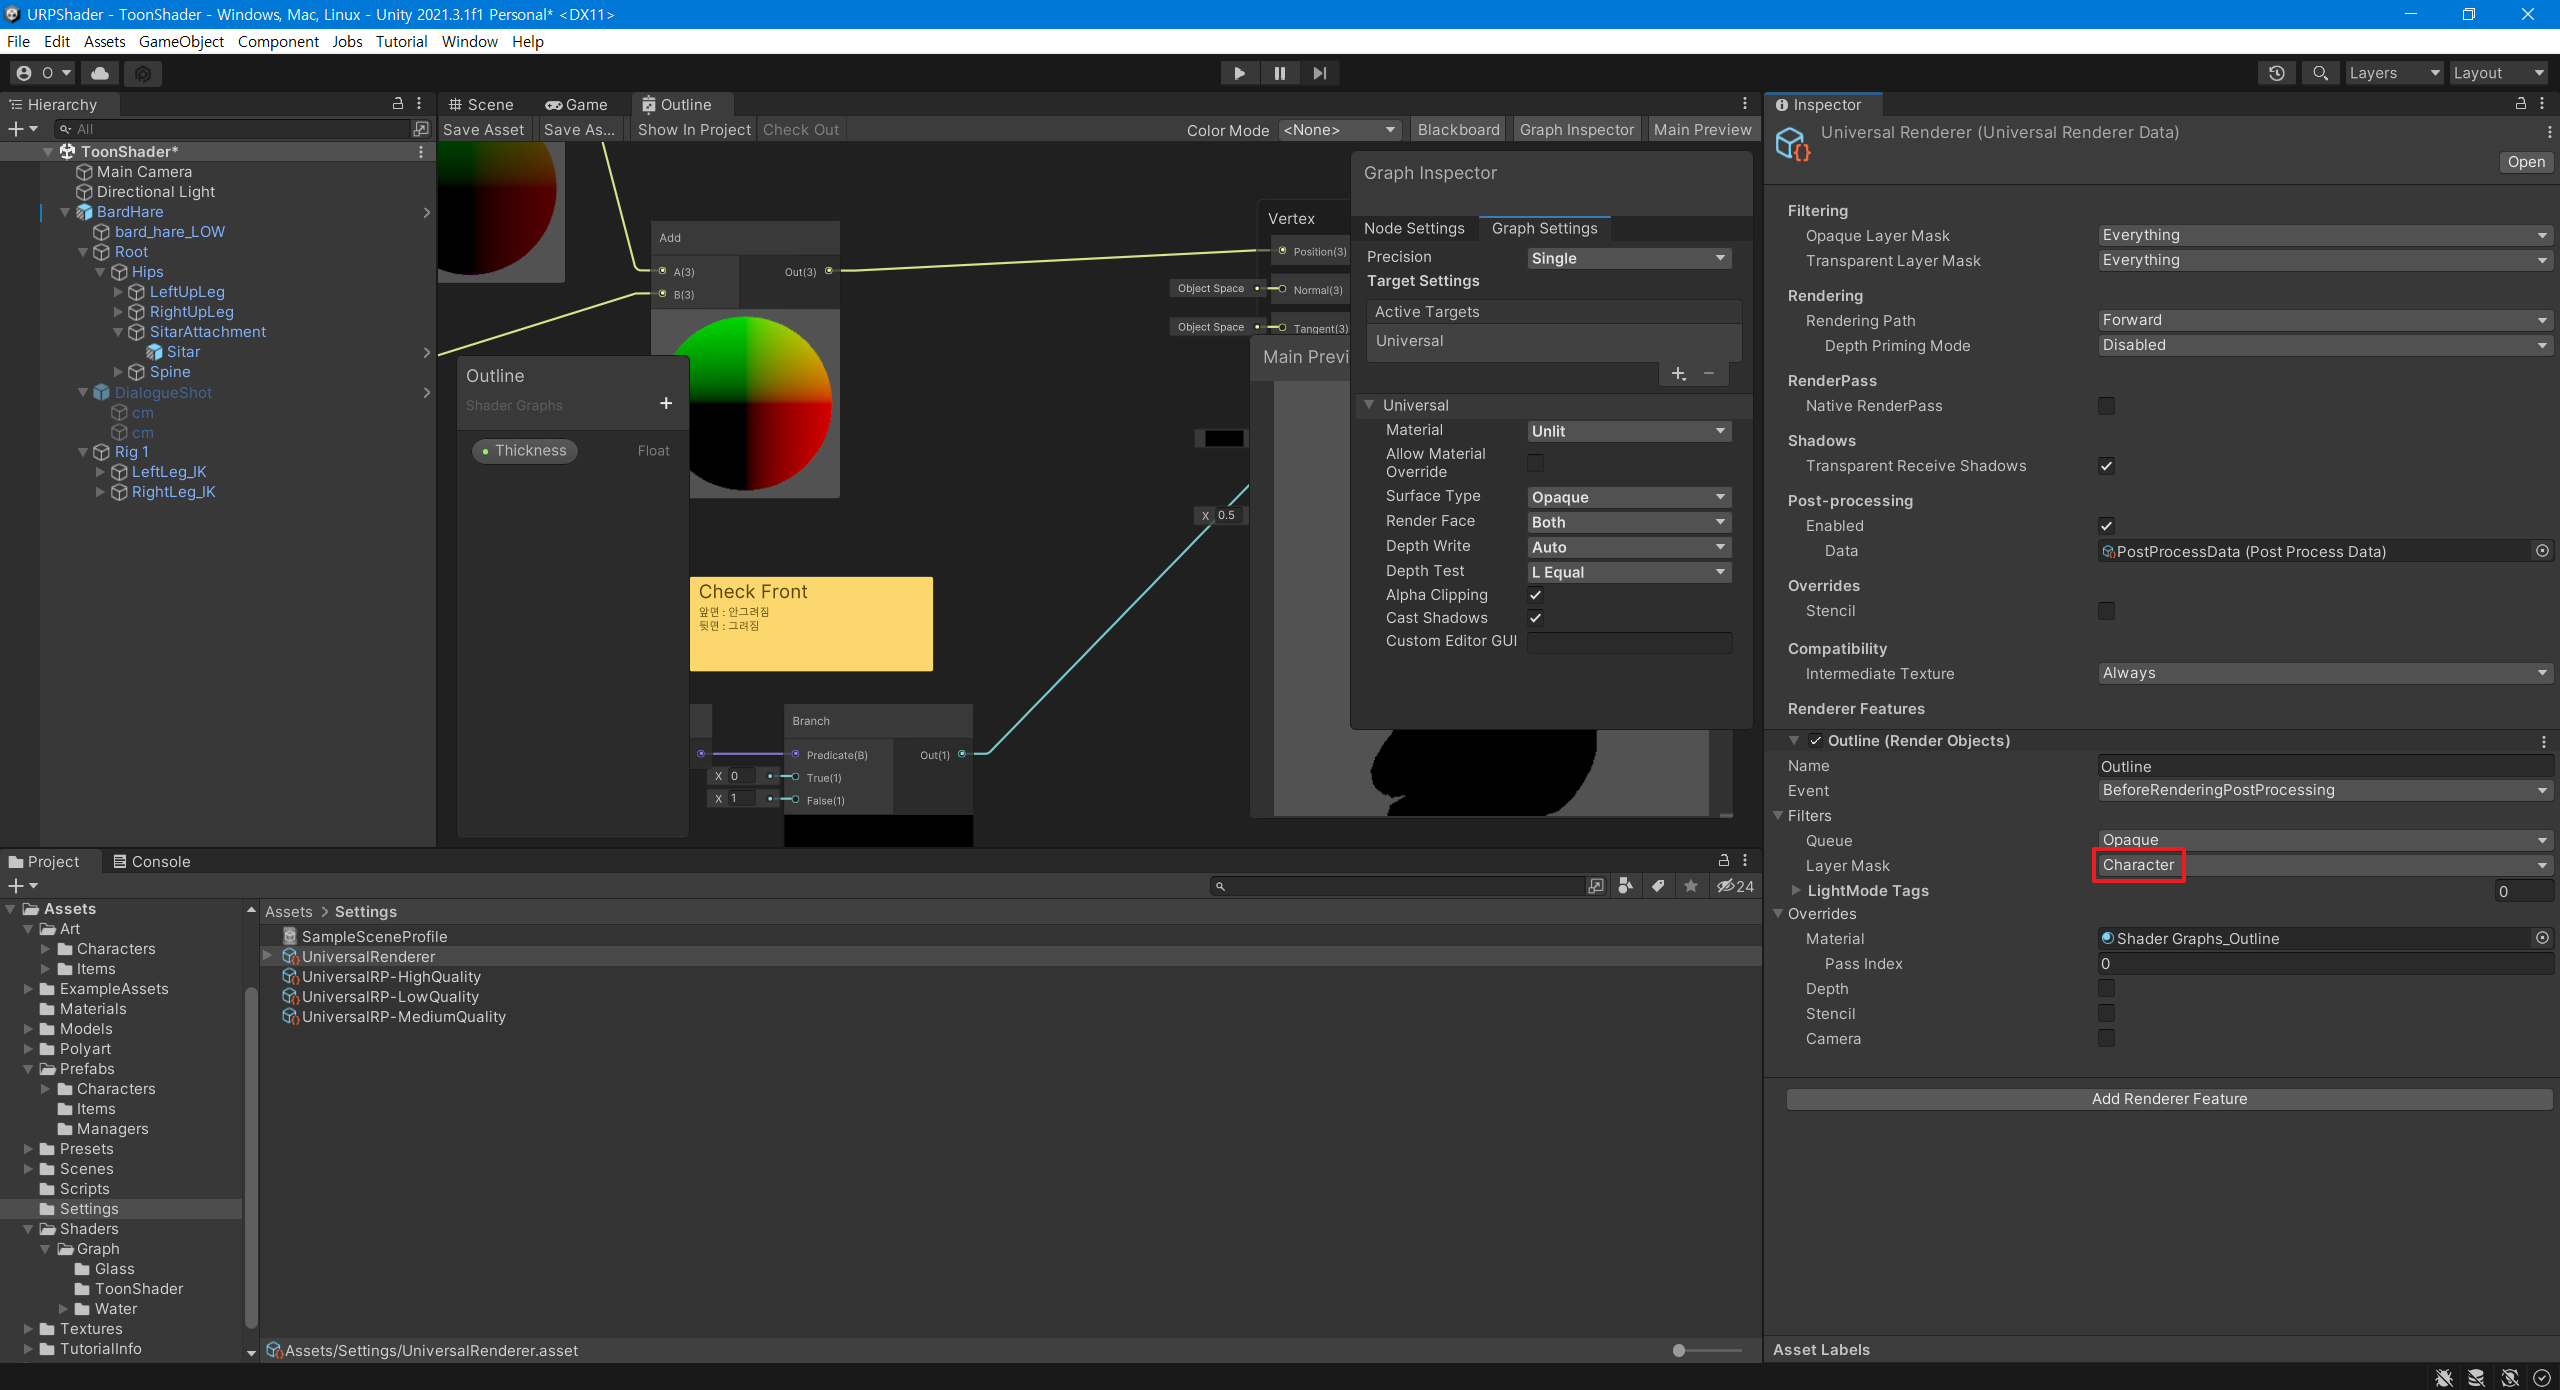 URPShader - ToonShader - Windows, Mac, Linux - Unity 2021.3.1f1 Personal* <DX11>
File Edit Assets GameObject Component Jobs Tutorial Window Help
O
Layers
Layout
Hierarchy
All
ToonShader*
Main Camera
Directional Light
BardHare
bard_hare_LOW
Root
Hips
LeftUpLeg
RightUpLeg
SitarAttachment
Sitar
Spine
DialogueShot
cm
cm
Rig 1
LeftLeg_IK
RightLeg_IK
Scene
Game
Outline
Save Asset
Save As...
Show In Project
Check Out
Color Mode
<None>
Blackboard
Graph Inspector
Main Preview
Add
A(3)
B(3)
Out(3)
Outline
Shader Graphs
+
Thickness
Float
Check Front
앞면 : 안그려짐
뒷면 : 그려짐
Branch
Predicate(B)
Out(1)
X 0
True(1)
X 1
False(1)
Vertex
Position(3)
Object Space
Normal(3)
Object Space
Tangent(3)
Main Previ
X 0.5
Graph Inspector
Node Settings
Graph Settings
Precision
Single
Target Settings
Active Targets
Universal
Universal
Material
Unlit
Allow Material
Override
Surface Type
Opaque
Render Face
Both
Depth Write
Auto
Depth Test
L Equal
Alpha Clipping
Cast Shadows
Custom Editor GUI
Project
Console
24
Assets
Art
Characters
Items
ExampleAssets
Materials
Models
Polyart
Prefabs
Characters
Items
Managers
Presets
Scenes
Scripts
Settings
Shaders
Graph
Glass
ToonShader
Water
Textures
TutorialInfo
Assets > Settings
SampleSceneProfile
UniversalRenderer
UniversalRP-HighQuality
UniversalRP-LowQuality
UniversalRP-MediumQuality
Assets/Settings/UniversalRenderer.asset
Inspector
Universal Renderer (Universal Renderer Data)
Open
Filtering
Opaque Layer Mask
Everything
Transparent Layer Mask
Everything
Rendering
Rendering Path
Forward
Depth Priming Mode
Disabled
RenderPass
Native RenderPass
Shadows
Transparent Receive Shadows
Post-processing
Enabled
Data
PostProcessData (Post Process Data)
Overrides
Stencil
Compatibility
Intermediate Texture
Always
Renderer Features
Outline (Render Objects)
Name
Outline
Event
BeforeRenderingPostProcessing
Filters
Queue
Opaque
Layer Mask
Character
LightMode Tags
0
Overrides
Material
Shader Graphs_Outline
Pass Index
0
Depth
Stencil
Camera
Add Renderer Feature
Asset Labels